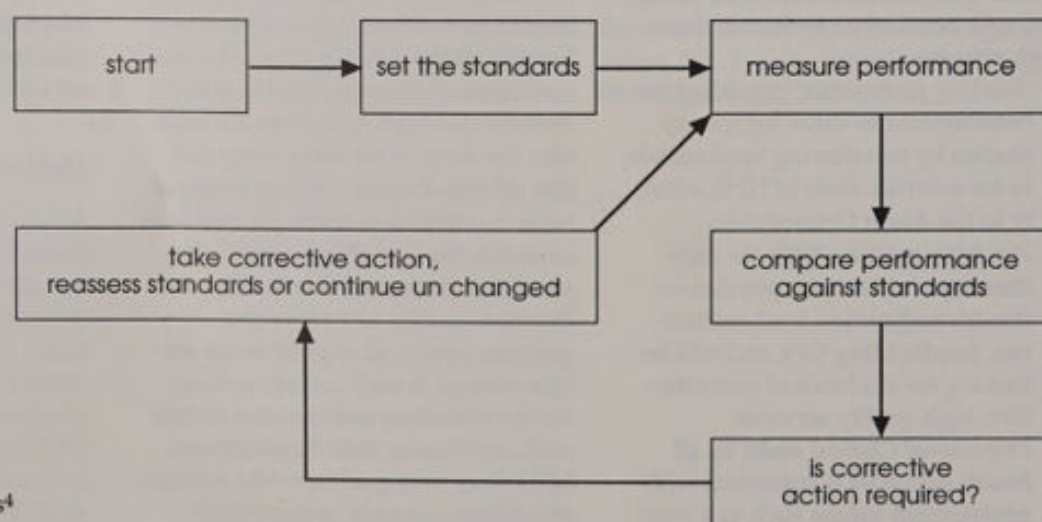 start
set the standards
measure performance
take corrective action,
reassess standards or continue un changed
compare performance
against standards
is corrective
action required?
s4